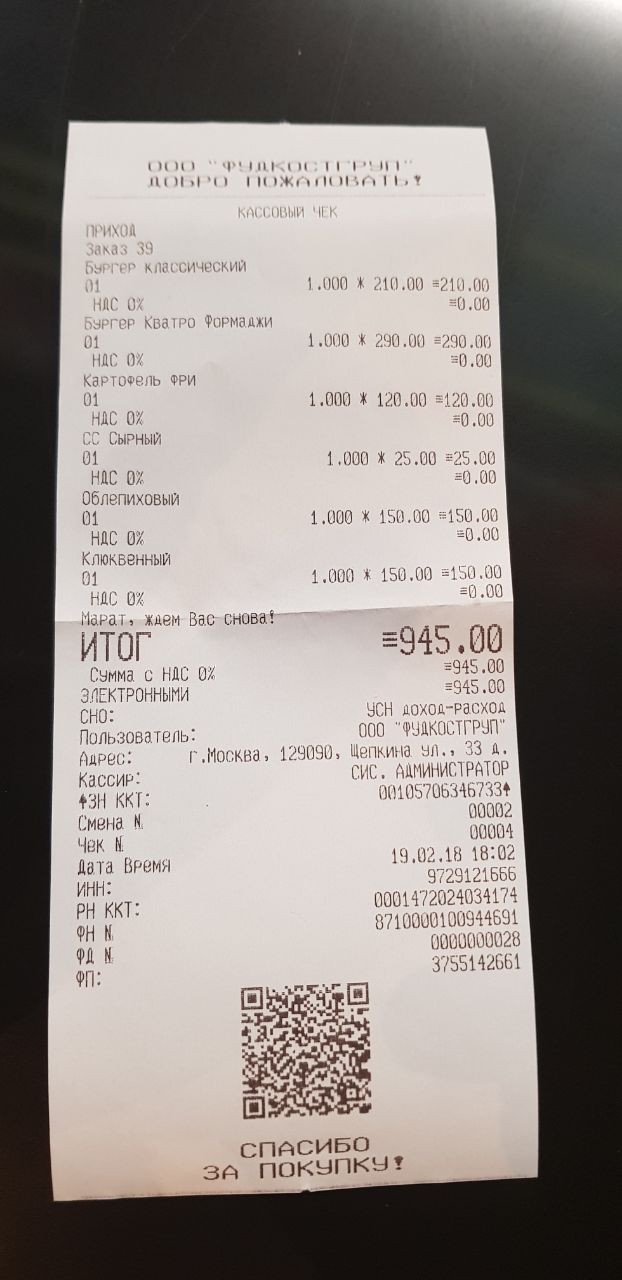 ООО "ФУДКОСТГРУП"
ДОБРО ПОЖАЛОВАТЬ!
КАССОВЫЙ ЧЕК
ПРИХОД
Заказ 39
Бургер классический
01 1.000 * 210.00 ≡210.00
НДС 0% ≡0.00
Бургер Кватро Формаджи
01 1.000 * 290.00 ≡290.00
НДС 0% ≡0.00
Картофель ФРИ
01 1.000 * 120.00 ≡120.00
НДС 0% ≡0.00
СС Сырный
01 1.000 * 25.00 ≡25.00
НДС 0% ≡0.00
Облепиховый
01 1.000 * 150.00 ≡150.00
НДС 0% ≡0.00
Клюквенный
01 1.000 * 150.00 ≡150.00
НДС 0% ≡0.00
Марат, ждем Вас снова!
ИТОГ ≡945.00
Сумма с НДС 0% ≡945.00
ЭЛЕКТРОННЫМИ ≡945.00
СНО: УСН доход-расход
Пользователь: ООО "ФУДКОСТГРУП"
Адрес: г.Москва, 129090, Щепкина ул., 33 д.
Кассир: СИС. АДМИНИСТРАТОР
↑ЗН ККТ: 00105706346733↑
Смена № 00002
Чек № 00004
Дата Время 19.02.18 18:02
ИНН: 9729121666
РН ККТ: 0001472024034174
ФН № 8710000100944691
ФД № 0000000028
ФП: 3755142661
СПАСИБО
ЗА ПОКУПКУ!